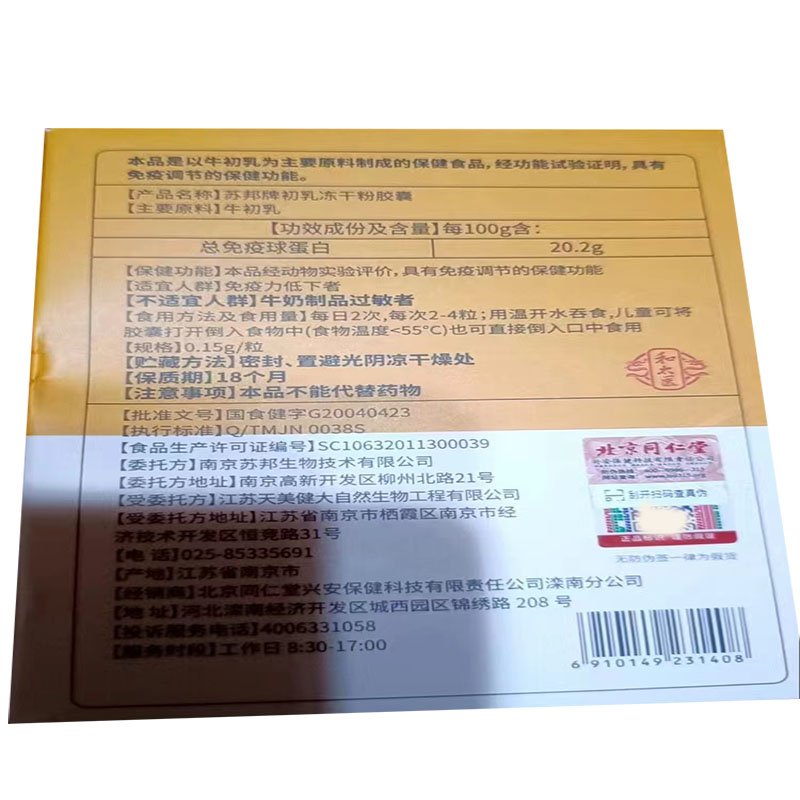 本品是以牛初乳为主要原料制成的保健食品，经功能试验证明，具有
免疫调节的保健功能。
【产品名称】苏邦牌初乳冻干粉胶囊
【主要原料】牛初乳
【功效成份及含量】每100g含：
总免疫球蛋白 20.2g
【保健功能】本品经动物实验评价，具有免疫调节的保健功能
【适宜人群】免疫力低下者
【不适宜人群】牛奶制品过敏者
【食用方法及食用量】每日2次，每次2-4粒；用温开水吞食，儿童可将
胶囊打开倒入食物中(食物温度<55°C)也可直接倒入口中食用
【规格】0.15g/粒
【贮藏方法】密封、置避光阴凉干燥处
【保质期】18个月
【注意事项】本品不能代替药物
和太医
【批准文号】国食健字G20040423
【执行标准】Q/TMJN 0038S
【食品生产许可证编号】SC10632011300039
【委托方】南京苏邦生物技术有限公司
【委托方地址】南京高新开发区柳州北路21号
【受委托方】江苏天美健大自然生物工程有限公司
【受委托方地址】江苏省南京市栖霞区南京市经
济技术开发区恒竞路31号
【电 话】025-85335691
【产地】江苏省南京市
【经销商】北京同仁堂兴安保健科技有限责任公司滦南分公司
【地 址】河北滦南经济开发区城西园区锦绣路 208 号
【投诉服务电话】4006331058
【服务时段】工作日 8:30-17:00
北京同仁堂
刮开扫码查真伪
正品标识 谨防假冒
无防伪签一律为假货
6 910149 231408